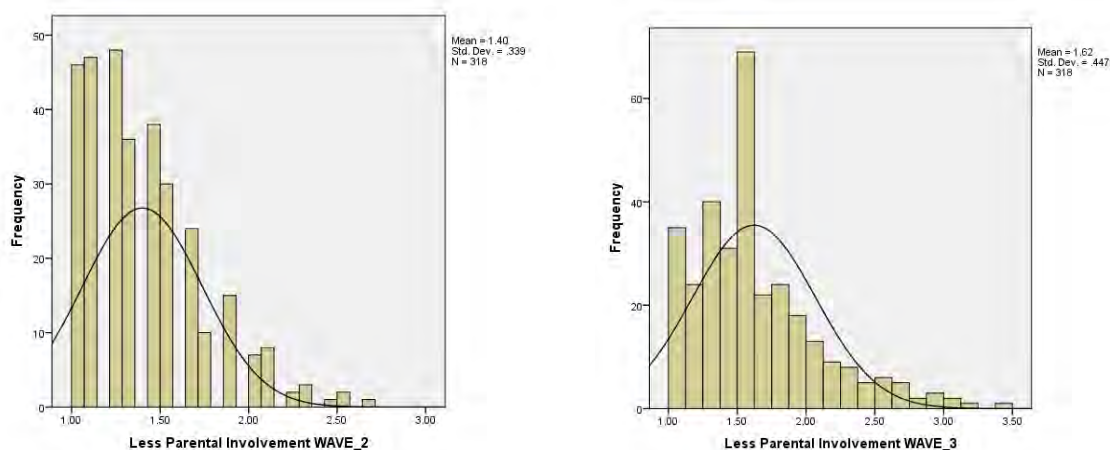 Mean = 1.40
Std. Dev. = .339
N = 318
50
40
30
20
10
0
Frequency
1.00 1.50 2.00 2.50 3.00
Less Parental Involvement WAVE_2
Mean = 1.62
Std. Dev. = .447
N = 318
60
40
20
0
Frequency
1.00 1.50 2.00 2.50 3.00 3.50
Less Parental Involvement WAVE_3